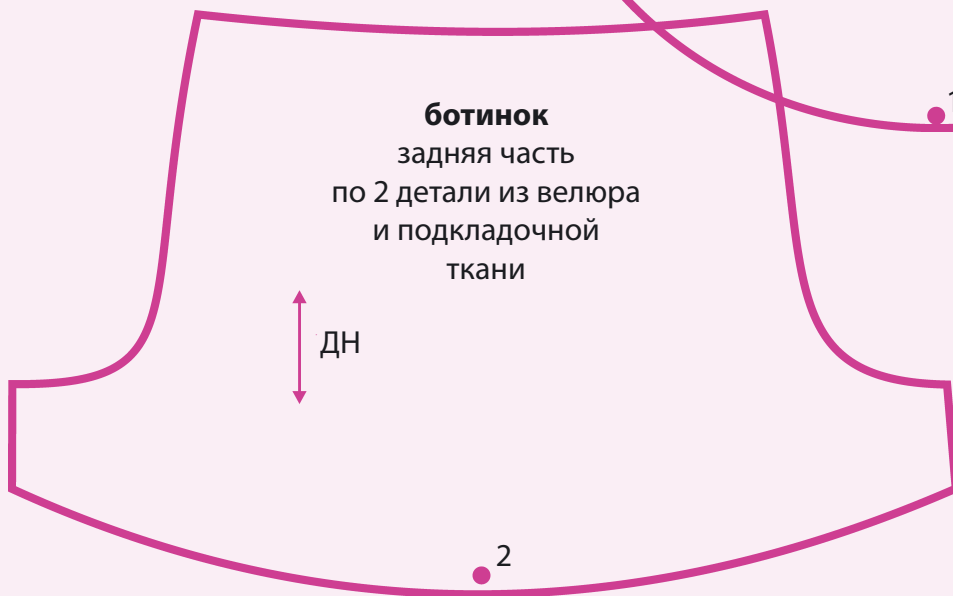 ботинок
задняя часть
по 2 детали из велюра
и подкладочной
ткани
ДН
2